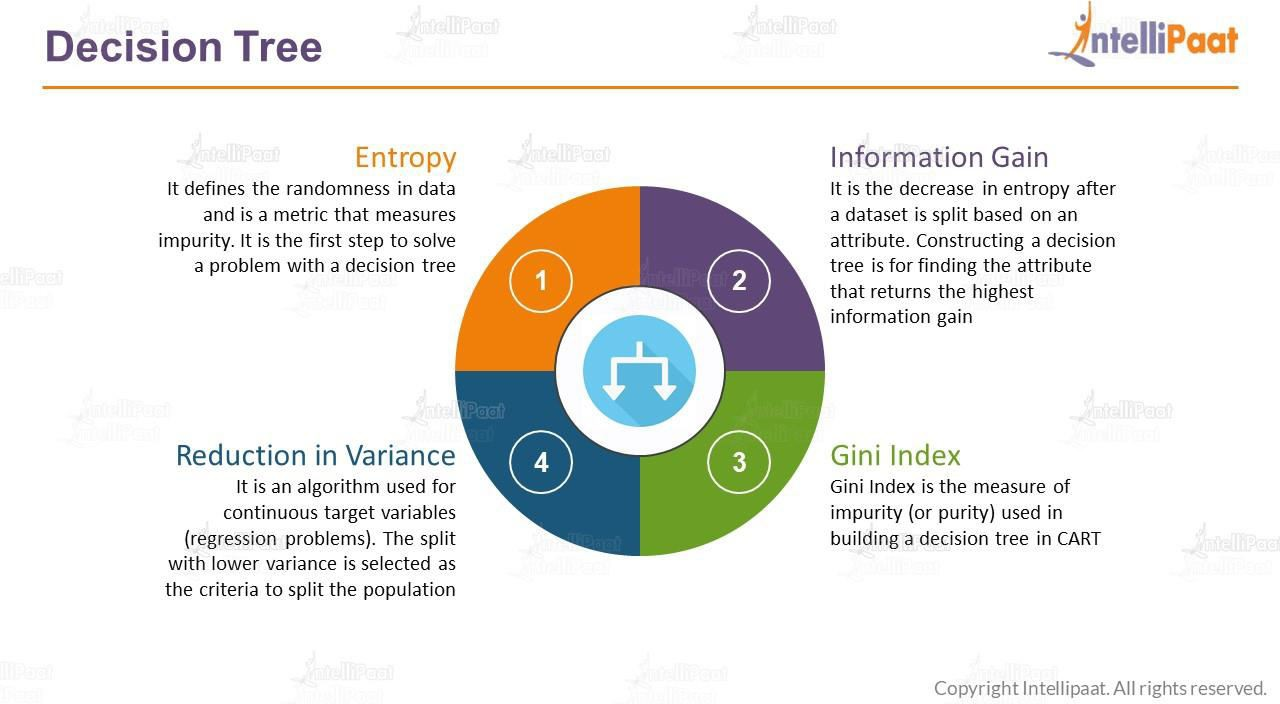 Decision Tree
IntelliPaat
Entropy
It defines the randomness in data
and is a metric that measures
impurity. It is the first step to solve
a problem with a decision tree
1
Information Gain
It is the decrease in entropy after
a dataset is split based on an
attribute. Constructing a decision
tree is for finding the attribute
that returns the highest
information gain
2
Gini Index
Gini Index is the measure of
impurity (or purity) used in
building a decision tree in CART
3
Reduction in Variance
It is an algorithm used for
continuous target variables
(regression problems). The split
with lower variance is selected as
the criteria to split the population
4
Copyright Intellipaat. All rights reserved.